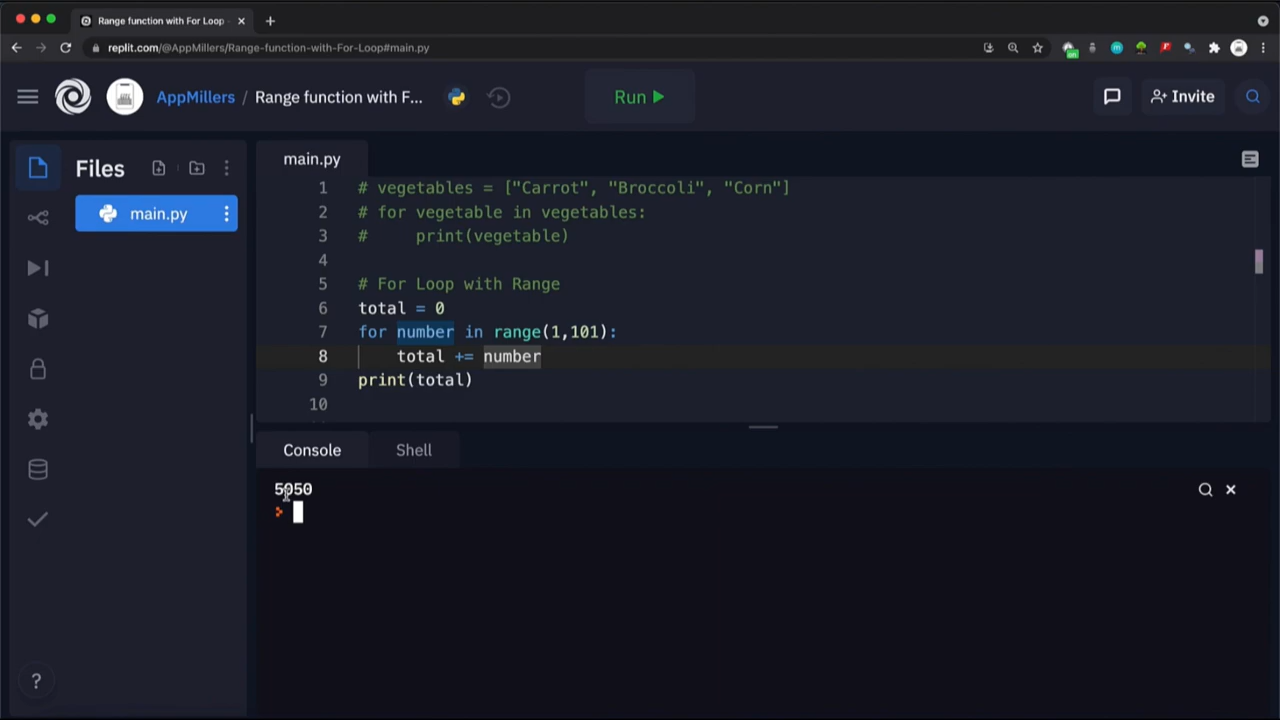 Range function with For Loop -
replit.com/@AppMillers/Range-function-with-For-Loop#main.py
AppMillers / Range function with F...
Run
Invite
Files
main.py
main.py
1 # vegetables = ["Carrot", "Broccoli", "Corn"]
2 # for vegetable in vegetables:
3 #     print(vegetable)
4
5 # For Loop with Range
6 total = 0
7 for number in range(1,101):
8     total += number
9 print(total)
10
Console
Shell
5050
?